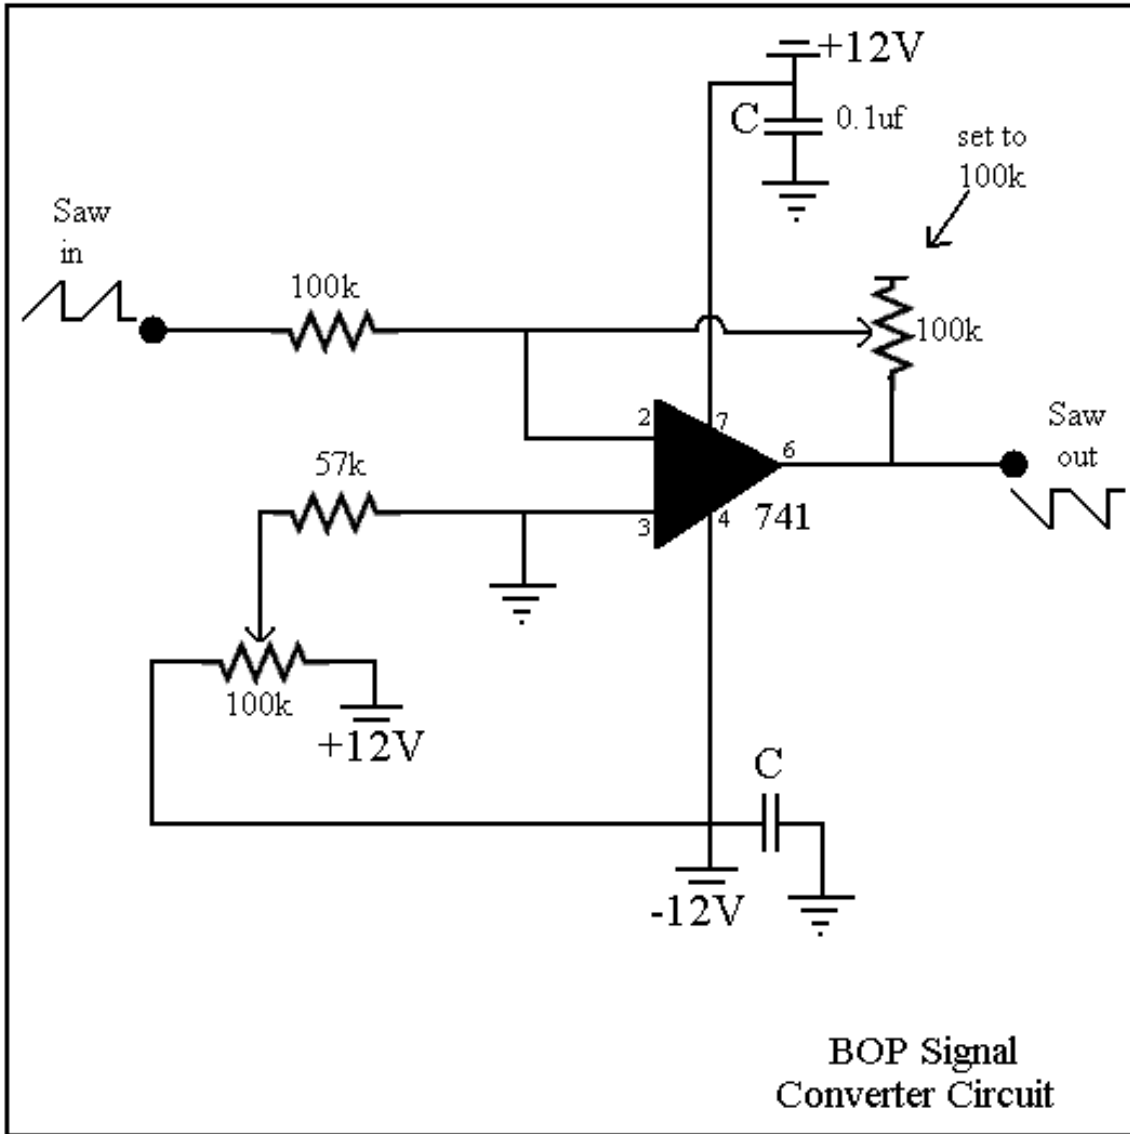 +12V
C 0.1uf
set to
100k
Saw
in
100k
100k
2
7
6
Saw
out
57k
3
4
741
100k
+12V
C
-12V
BOP Signal
Converter Circuit